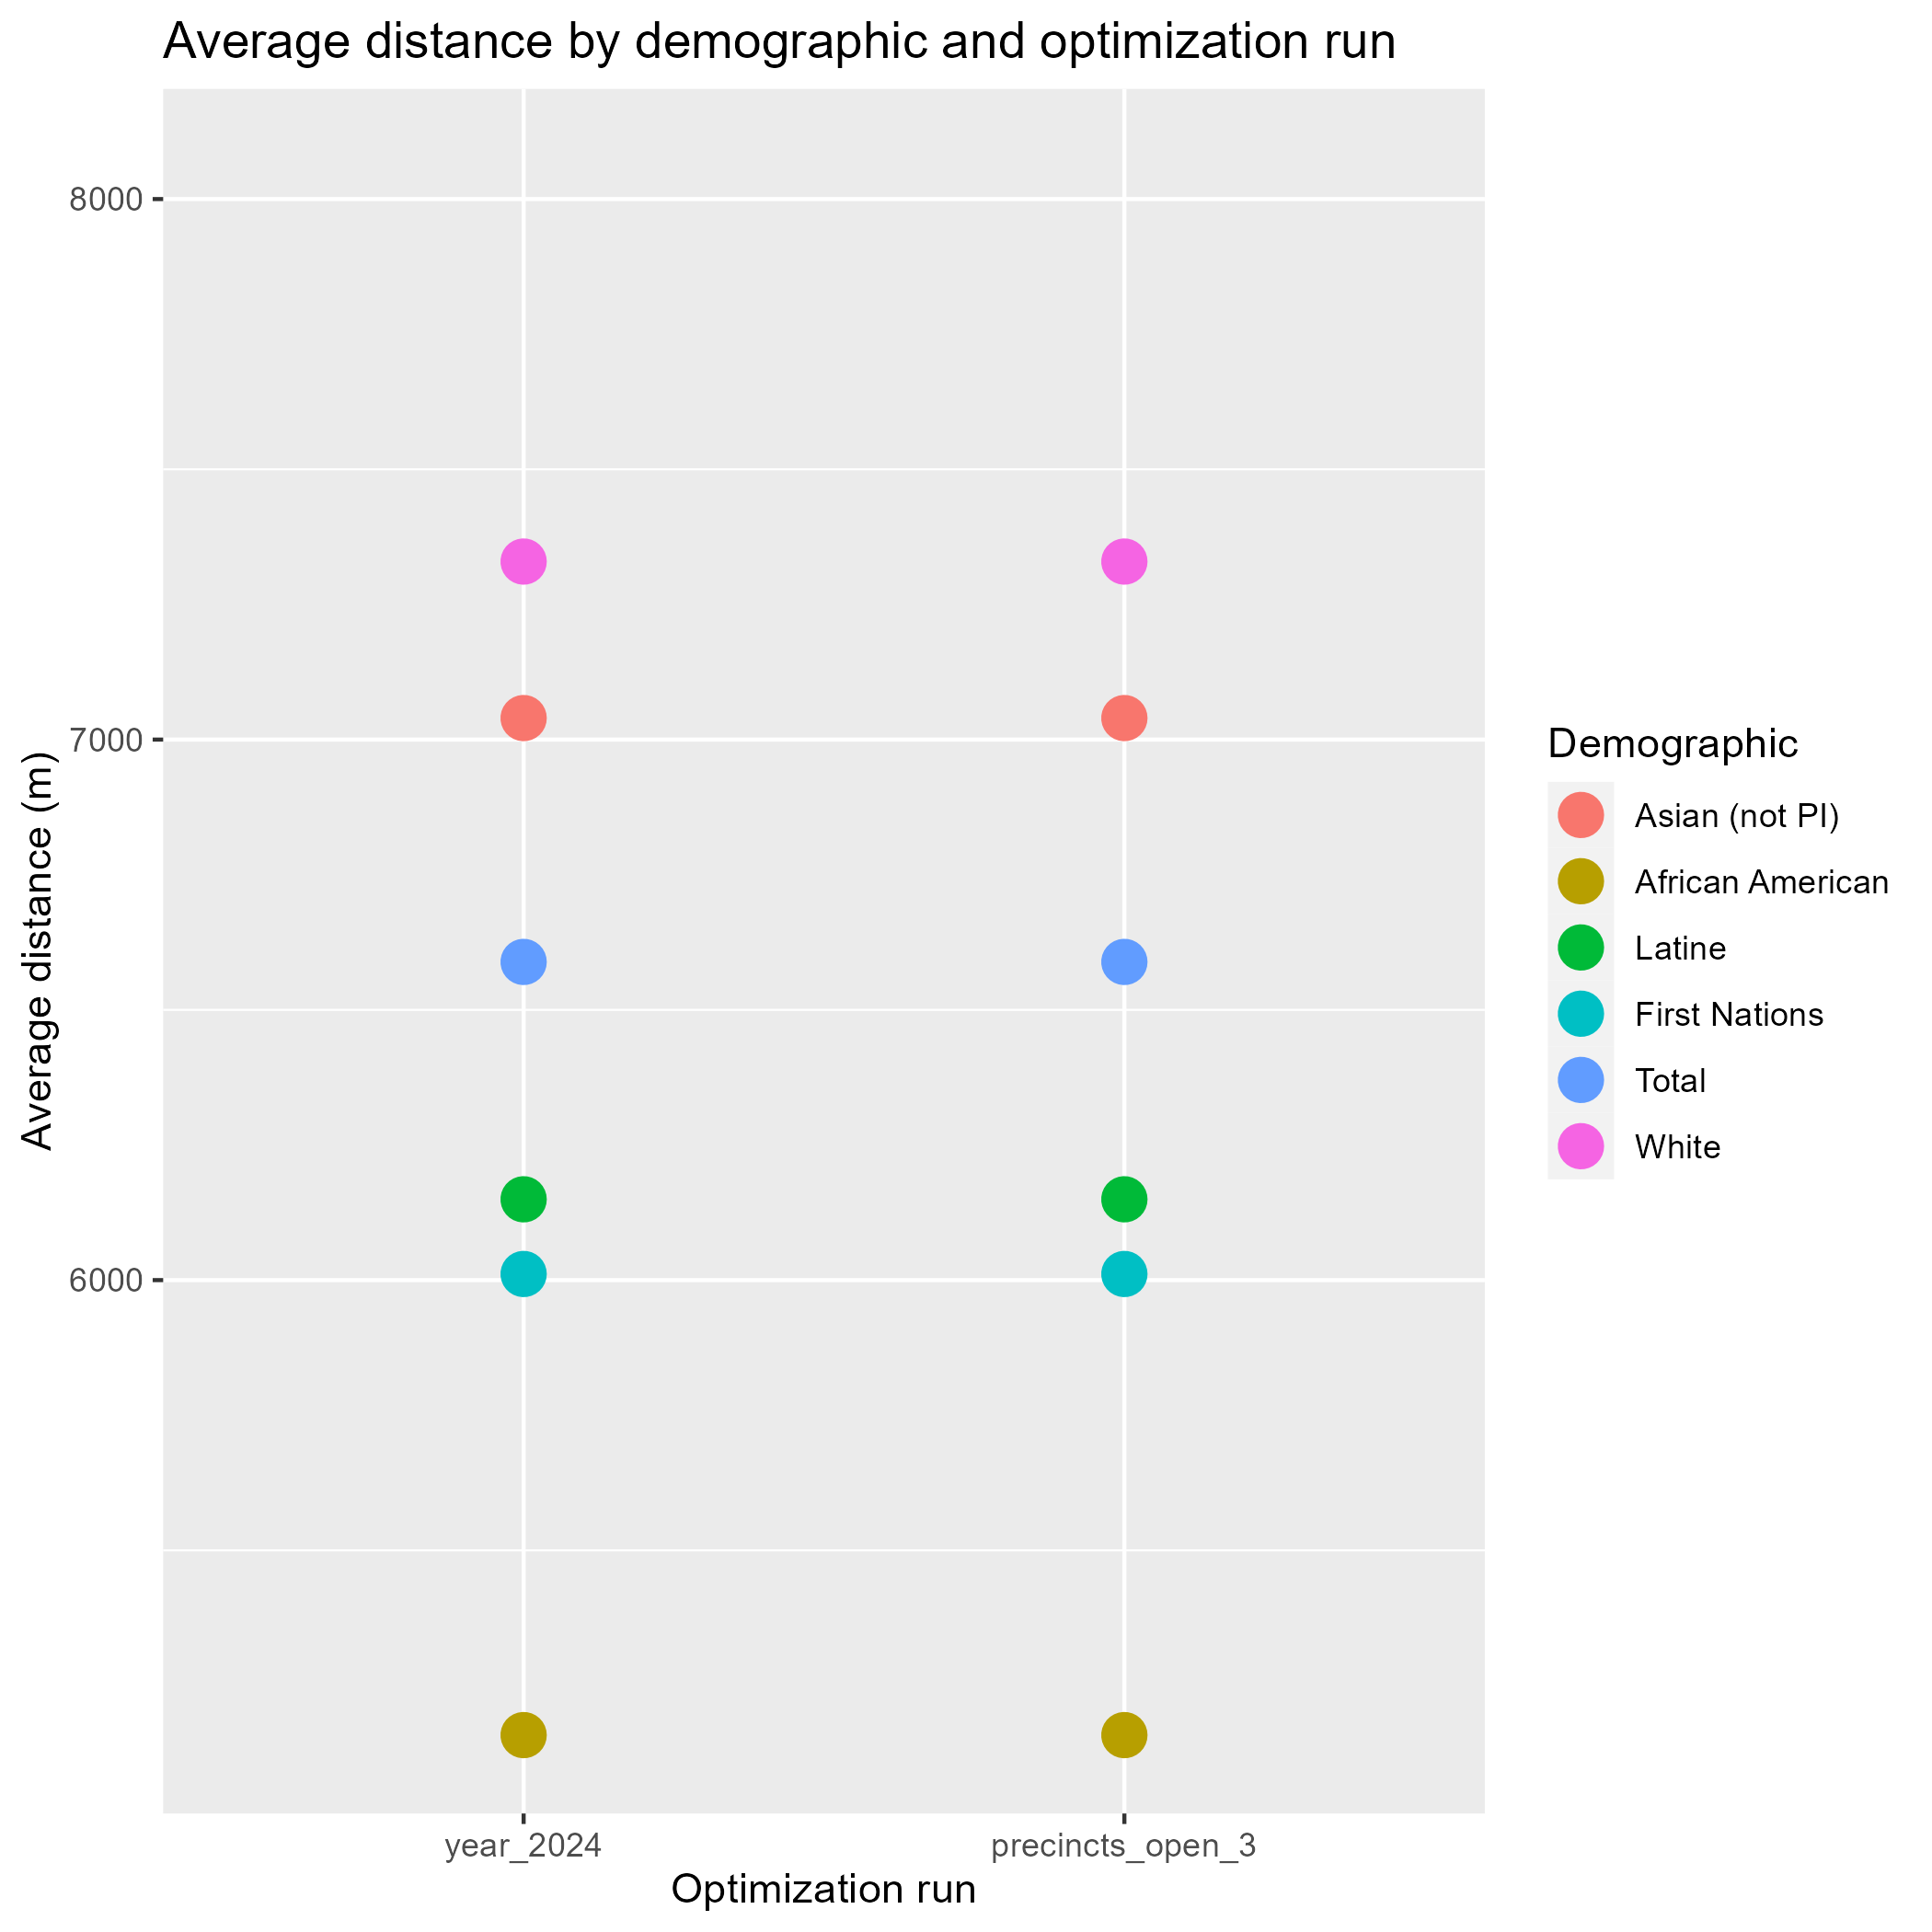 Average distance by demographic and optimization run
8000
7000
6000
Average distance (m)
year_2024
precincts_open_3
Optimization run
Demographic
Asian (not PI)
African American
Latine
First Nations
Total
White